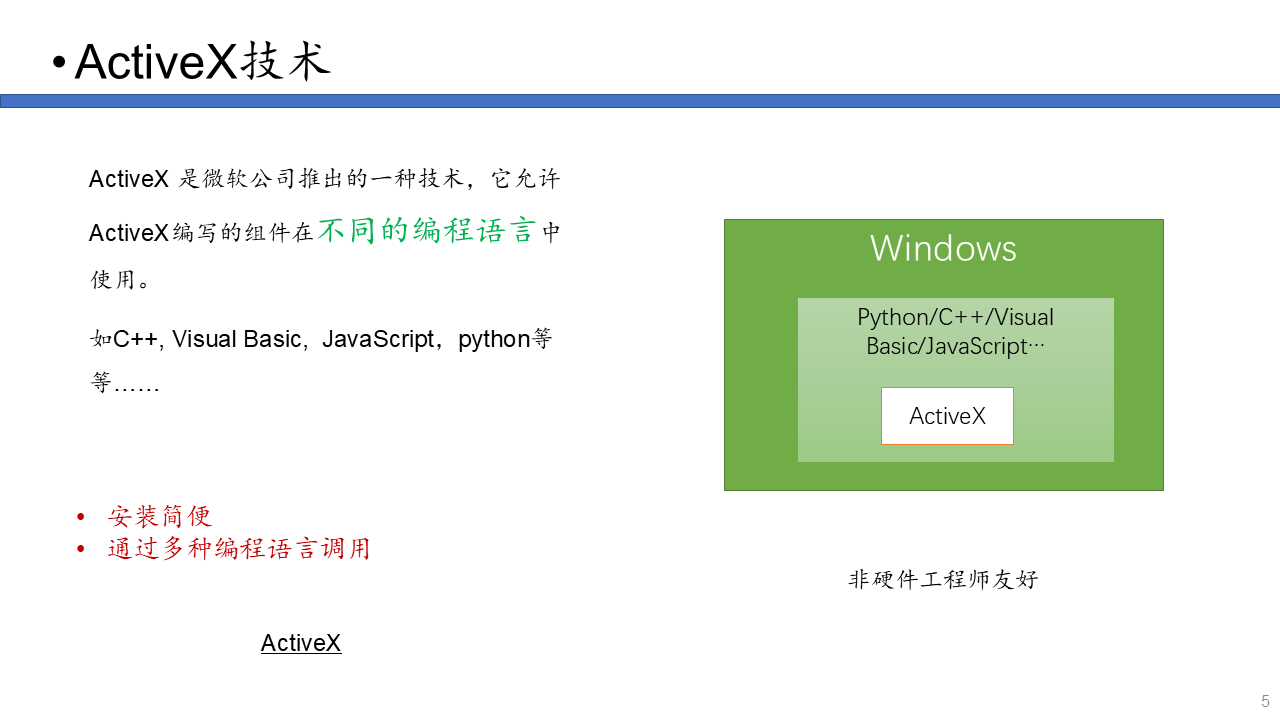 • ActiveX技术
ActiveX 是微软公司推出的一种技术，它允许
ActiveX编写的组件在不同的编程语言中
使用。
如C++, Visual Basic, JavaScript，python等
等……
• 安装简便
• 通过多种编程语言调用
ActiveX
Windows
Python/C++/Visual
Basic/JavaScript…
ActiveX
非硬件工程师友好
5